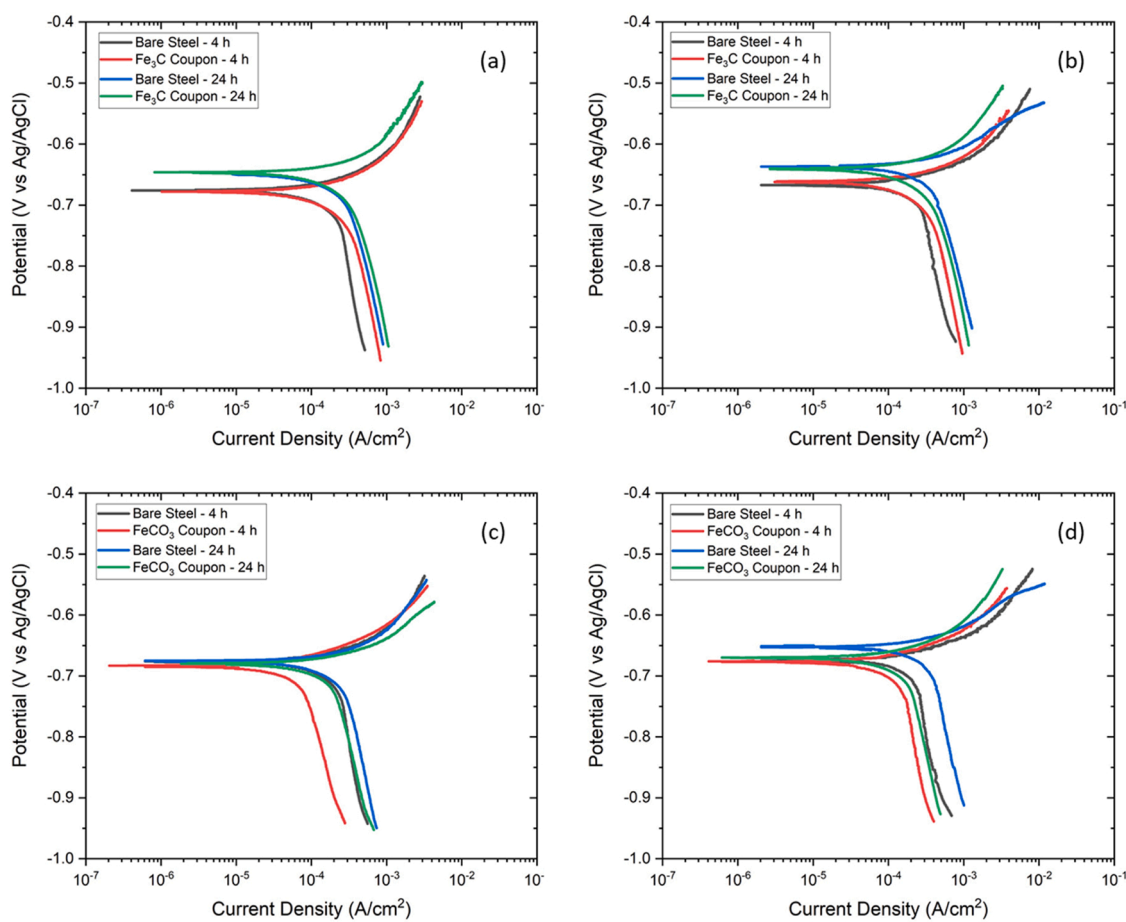 (a)
Bare Steel - 4 h
Fe₃C Coupon - 4 h
Bare Steel - 24 h
Fe₃C Coupon - 24 h
Potential (V vs Ag/AgCl)
-0.4
-0.5
-0.6
-0.7
-0.8
-0.9
-1.0
10⁻⁷ 10⁻⁶ 10⁻⁵ 10⁻⁴ 10⁻³ 10⁻² 10⁻
Current Density (A/cm²)
(b)
Bare Steel - 4 h
Fe₃C Coupon - 4 h
Bare Steel - 24 h
Fe₃C Coupon - 24 h
Potential (V vs Ag/AgCl)
-0.4
-0.5
-0.6
-0.7
-0.8
-0.9
-1.0
10⁻⁷ 10⁻⁶ 10⁻⁵ 10⁻⁴ 10⁻³ 10⁻² 10⁻¹
Current Density (A/cm²)
(c)
Bare Steel - 4 h
FeCO₃ Coupon - 4 h
Bare Steel - 24 h
FeCO₃ Coupon - 24 h
Potential (V vs Ag/AgCl)
-0.4
-0.5
-0.6
-0.7
-0.8
-0.9
-1.0
10⁻⁷ 10⁻⁶ 10⁻⁵ 10⁻⁴ 10⁻³ 10⁻² 10⁻
Current Density (A/cm²)
(d)
Bare Steel - 4 h
FeCO₃ Coupon - 4 h
Bare Steel - 24 h
FeCO₃ Coupon - 24 h
Potential (V vs Ag/AgCl)
-0.4
-0.5
-0.6
-0.7
-0.8
-0.9
-1.0
10⁻⁷ 10⁻⁶ 10⁻⁵ 10⁻⁴ 10⁻³ 10⁻² 10⁻¹
Current Density (A/cm²)